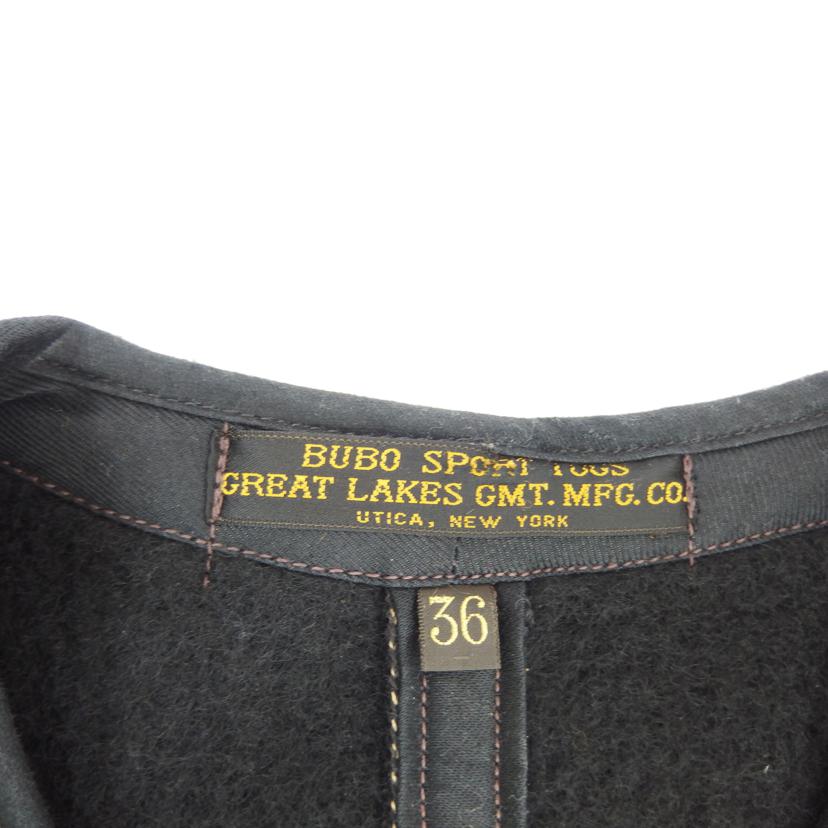 BUBO SPORT TOGS
GREAT LAKES GMT. MFG. CO.
UTICA, NEW YORK
36